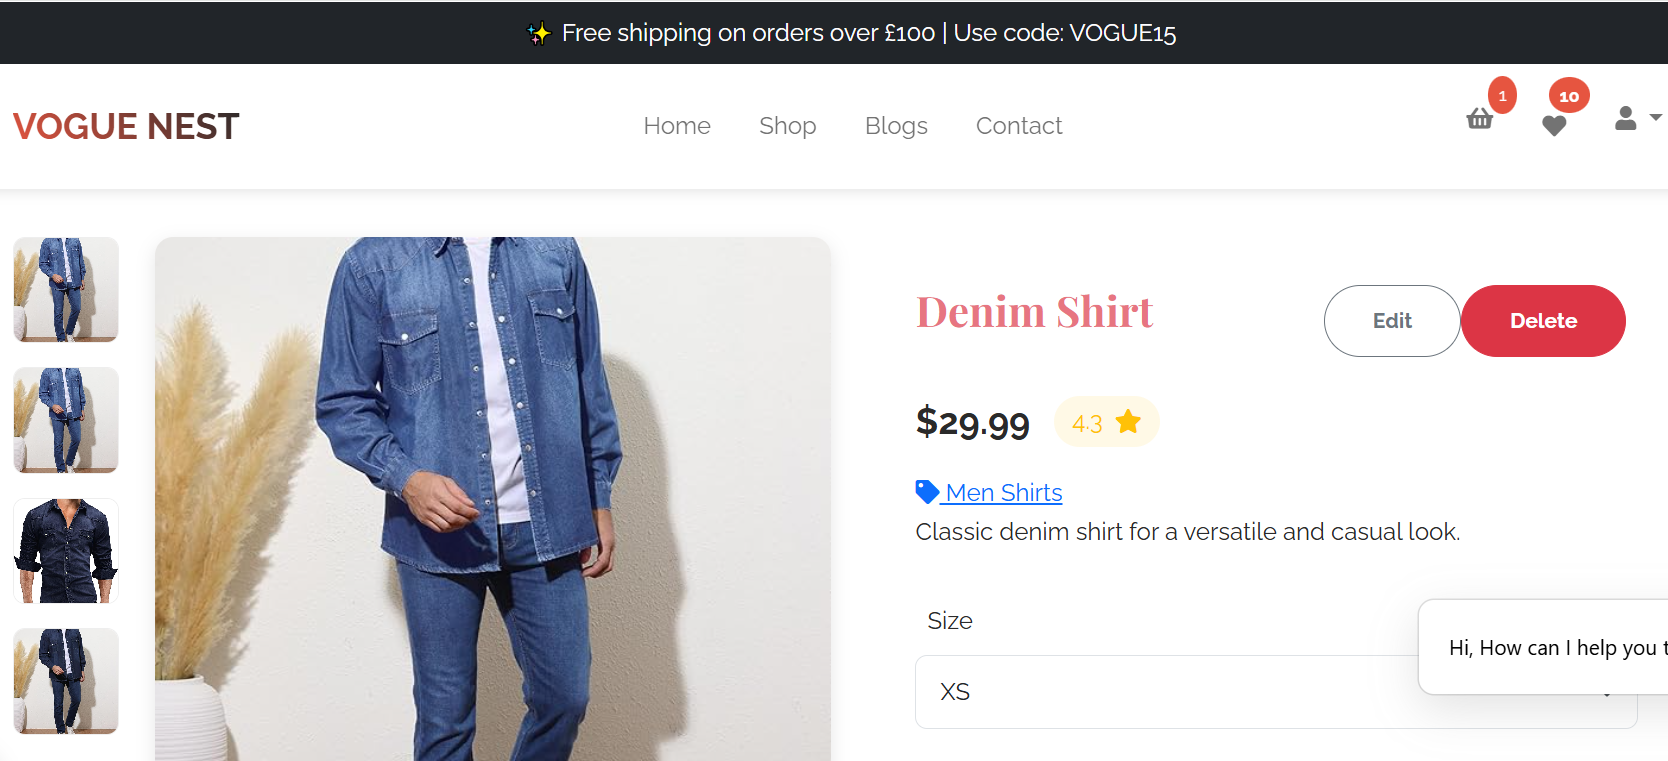 ✨ Free shipping on orders over £100 | Use code: VOGUE15
VOGUE NEST
Home
Shop
Blogs
Contact
1
10
Denim Shirt
Edit
Delete
$29.99
4.3
Men Shirts
Classic denim shirt for a versatile and casual look.
Size
Hi, How can I help you t
XS